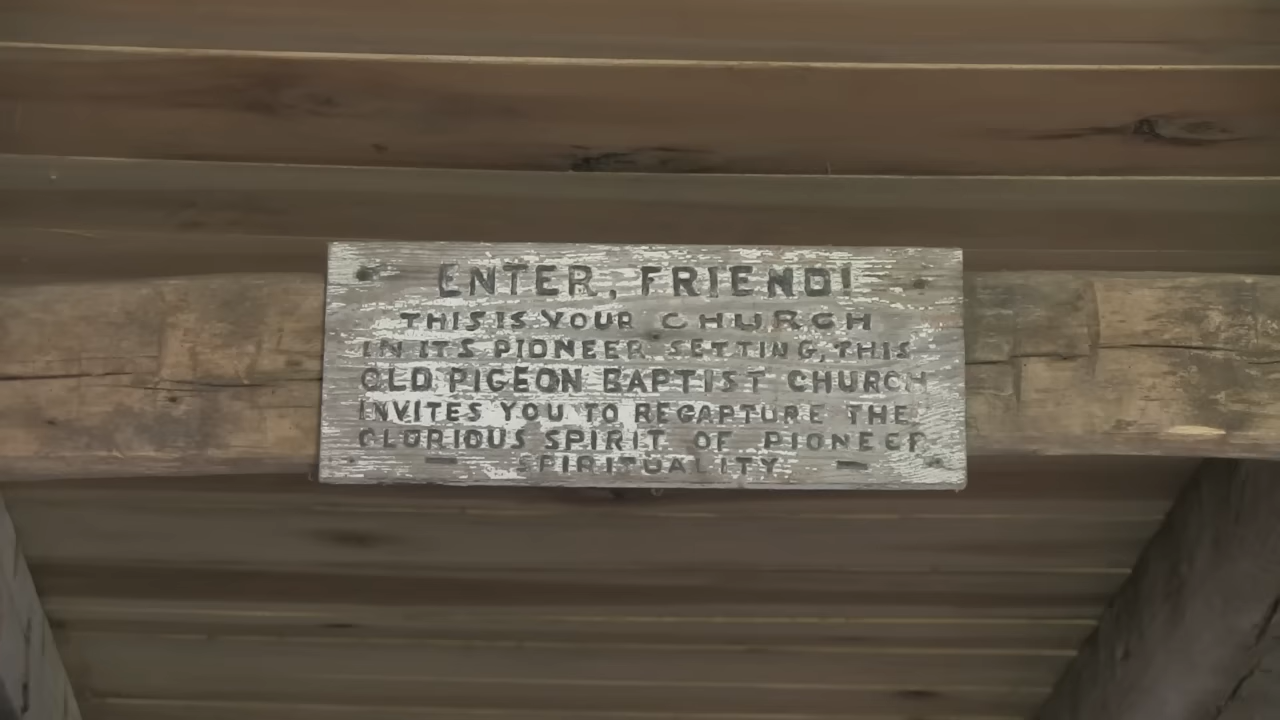 ENTER, FRIEND!
THIS IS YOUR CHURCH
IN ITS PIONEER SETTING, THIS
OLD PIGEON BAPTIST CHURCH
INVITES YOU TO RECAPTURE THE
GLORIOUS SPIRIT OF PIONEER
— SPIRITUALITY —